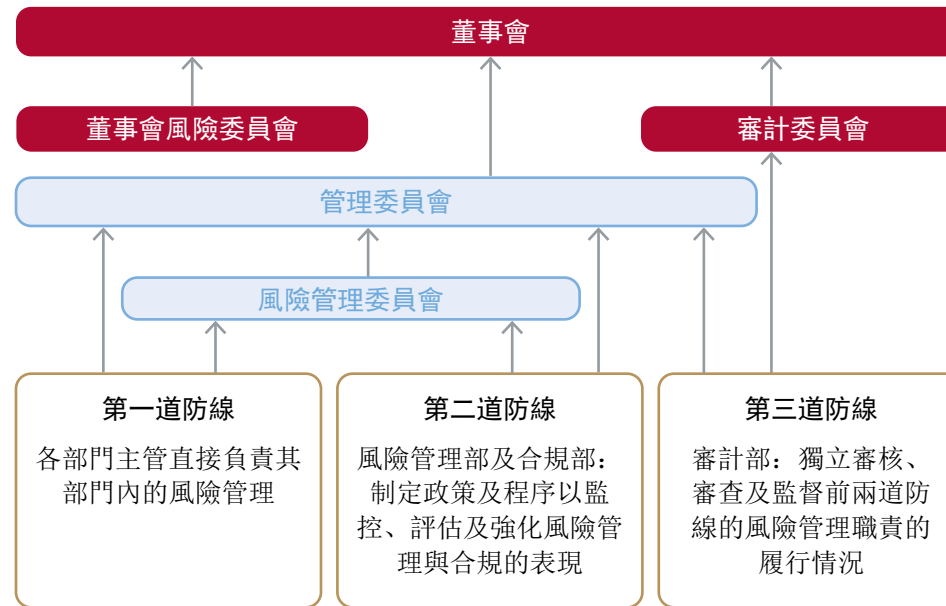 董事會
董事會風險委員會
審計委員會
管理委員會
風險管理委員會
第一道防線
各部門主管直接負責其
部門內的風險管理
第二道防線
風險管理部及合規部：
制定政策及程序以監
控、評估及強化風險管
理與合規的表現
第三道防線
審計部：獨立審核、
審查及監督前兩道防
線的風險管理職責的
履行情況